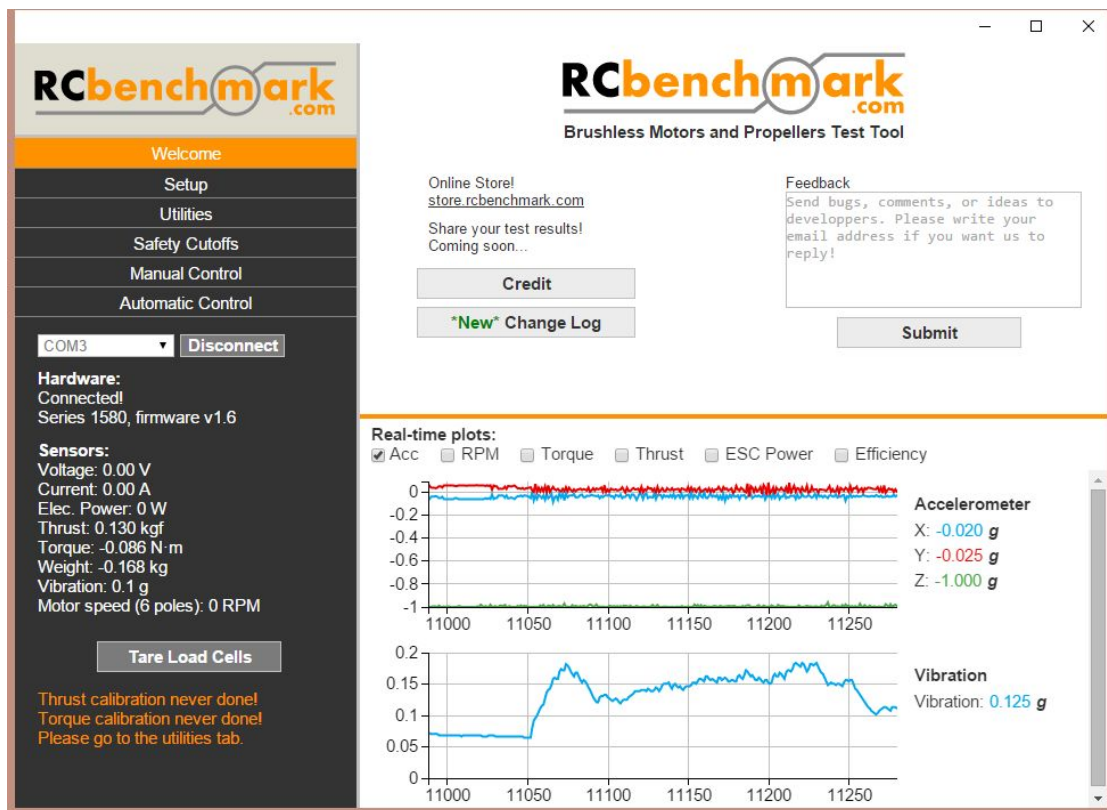 RCbenchmark
.com
Welcome
Setup
Utilities
Safety Cutoffs
Manual Control
Automatic Control
COM3 Disconnect
Hardware:
Connected!
Series 1580, firmware v1.6
Sensors:
Voltage: 0.00 V
Current: 0.00 A
Elec. Power: 0 W
Thrust: 0.130 kgf
Torque: -0.086 N·m
Weight: -0.168 kg
Vibration: 0.1 g
Motor speed (6 poles): 0 RPM
Tare Load Cells
Thrust calibration never done!
Torque calibration never done!
Please go to the utilities tab.
RCbenchmark
.com
Brushless Motors and Propellers Test Tool
Online Store!
store.rcbenchmark.com
Share your test results!
Coming soon...
Credit
*New* Change Log
Feedback
Send bugs, comments, or ideas to
developpers. Please write your
email address if you want us to
reply!
Submit
Real-time plots:
Acc RPM Torque Thrust ESC Power Efficiency
0
-0.2
-0.4
-0.6
-0.8
-1
11000 11050 11100 11150 11200 11250
Accelerometer
X: -0.020 g
Y: -0.025 g
Z: -1.000 g
0.2
0.15
0.1
0.05
0
11000 11050 11100 11150 11200 11250
Vibration
Vibration: 0.125 g